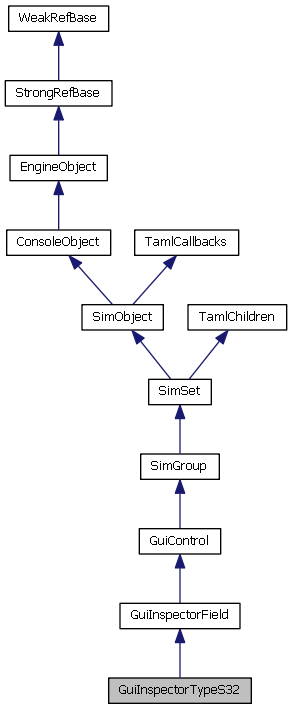 WeakRefBase
StrongRefBase
EngineObject
ConsoleObject
TamlCallbacks
SimObject
TamlChildren
SimSet
SimGroup
GuiControl
GuiInspectorField
GuiInspectorTypeS32